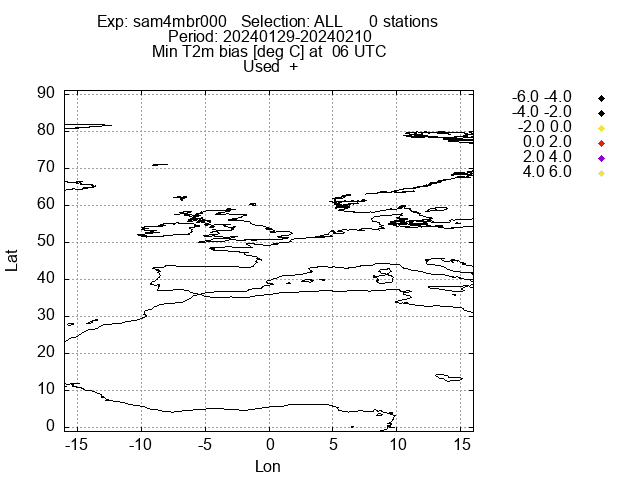 Exp: sam4mbr000   Selection: ALL      0 stations
Period: 20240129-20240210
Min T2m bias [deg C] at  06 UTC
Used  +
-6.0 -4.0
-4.0 -2.0
-2.0 0.0
0.0 2.0
2.0 4.0
4.0 6.0
90
80
70
60
50
40
30
20
10
0
Lat
-15 -10 -5 0 5 10 15
Lon